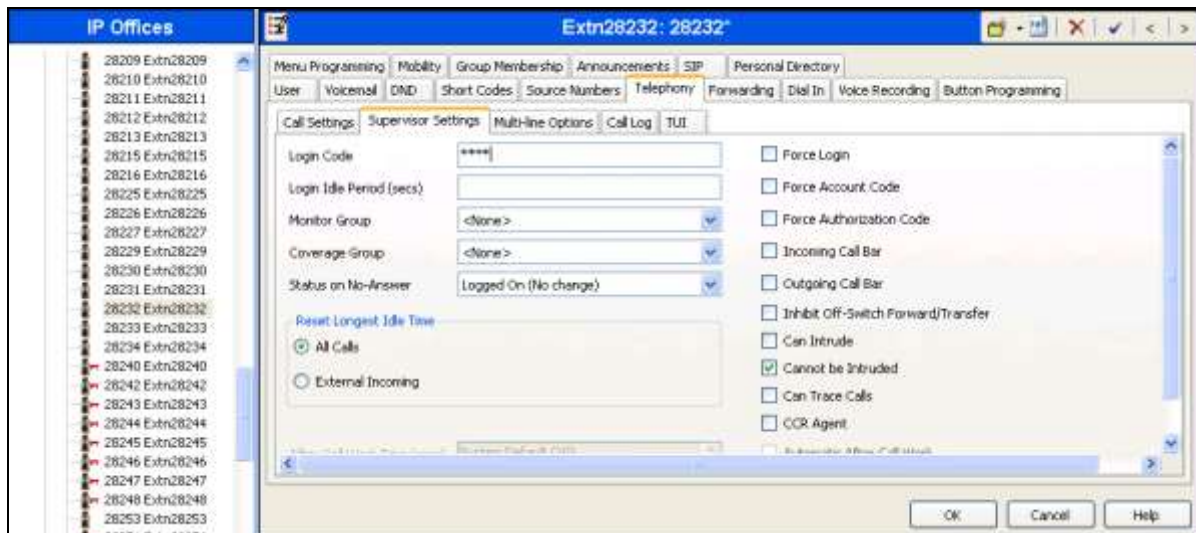 IP Offices
28209 Extn28209
28210 Extn28210
28211 Extn28211
28212 Extn28212
28213 Extn28213
28215 Extn28215
28216 Extn28216
28225 Extn28225
28226 Extn28226
28227 Extn28227
28229 Extn28229
28230 Extn28230
28231 Extn28231
28232 Extn28232
28233 Extn28233
28234 Extn28234
28240 Extn28240
28242 Extn28242
28243 Extn28243
28244 Extn28244
28245 Extn28245
28246 Extn28246
28247 Extn28247
28248 Extn28248
28253 Extn28253
Extn28232: 28232*
Menu Programming Mobility Group Membership Announcements SIP Personal Directory
User Voicemail DND Short Codes Source Numbers Telephony Forwarding Dial In Voice Recording Button Programming
Call Settings Supervisor Settings Multi-line Options Call Log TUI
Login Code ****
Login Idle Period (secs)
Monitor Group <None>
Coverage Group <None>
Status on No-Answer Logged On (No change)
Reset Longest Idle Time
All Calls
External Incoming
Force Login
Force Account Code
Force Authorization Code
Incoming Call Bar
Outgoing Call Bar
Inhibit Off-Switch Forward/Transfer
Can Intrude
Cannot be Intruded
Can Trace Calls
CCR Agent
OK Cancel Help